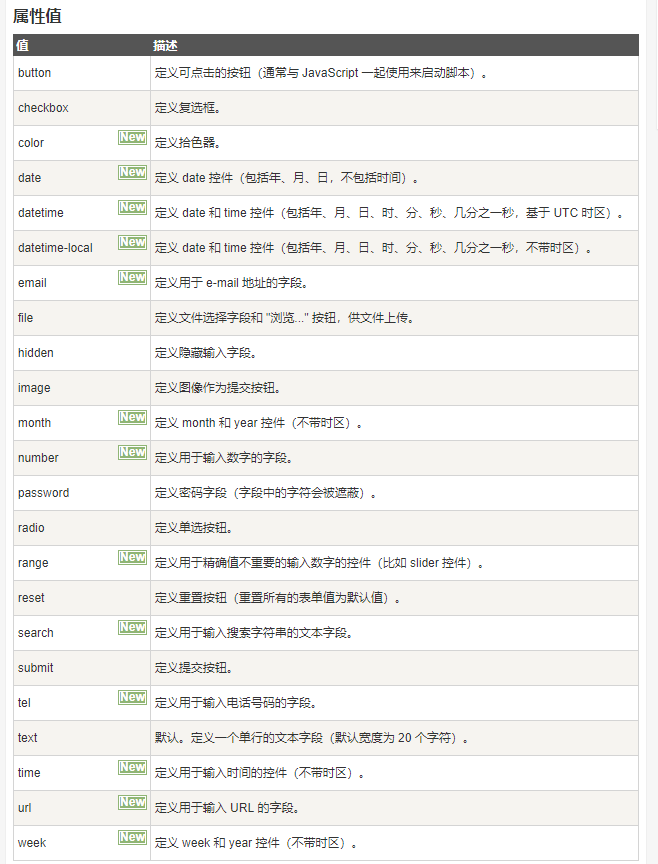 属性值
值 描述
button 定义可点击的按钮（通常与 JavaScript 一起使用来启动脚本）。
checkbox 定义复选框。
color New 定义拾色器。
date New 定义 date 控件（包括年、月、日，不包括时间）。
datetime New 定义 date 和 time 控件（包括年、月、日、时、分、秒、几分之一秒，基于 UTC 时区）。
datetime-local New 定义 date 和 time 控件（包括年、月、日、时、分、秒、几分之一秒，不带时区）。
email New 定义用于 e-mail 地址的字段。
file 定义文件选择字段和 "浏览..." 按钮，供文件上传。
hidden 定义隐藏输入字段。
image 定义图像作为提交按钮。
month New 定义 month 和 year 控件（不带时区）。
number New 定义用于输入数字的字段。
password 定义密码字段（字段中的字符会被遮蔽）。
radio 定义单选按钮。
range New 定义用于精确值不重要的输入数字的控件（比如 slider 控件）。
reset 定义重置按钮（重置所有的表单值为默认值）。
search New 定义用于输入搜索字符串的文本字段。
submit 定义提交按钮。
tel New 定义用于输入电话号码的字段。
text 默认。定义一个单行的文本字段（默认宽度为 20 个字符）。
time New 定义用于输入时间的控件（不带时区）。
url New 定义用于输入 URL 的字段。
week New 定义 week 和 year 控件（不带时区）。